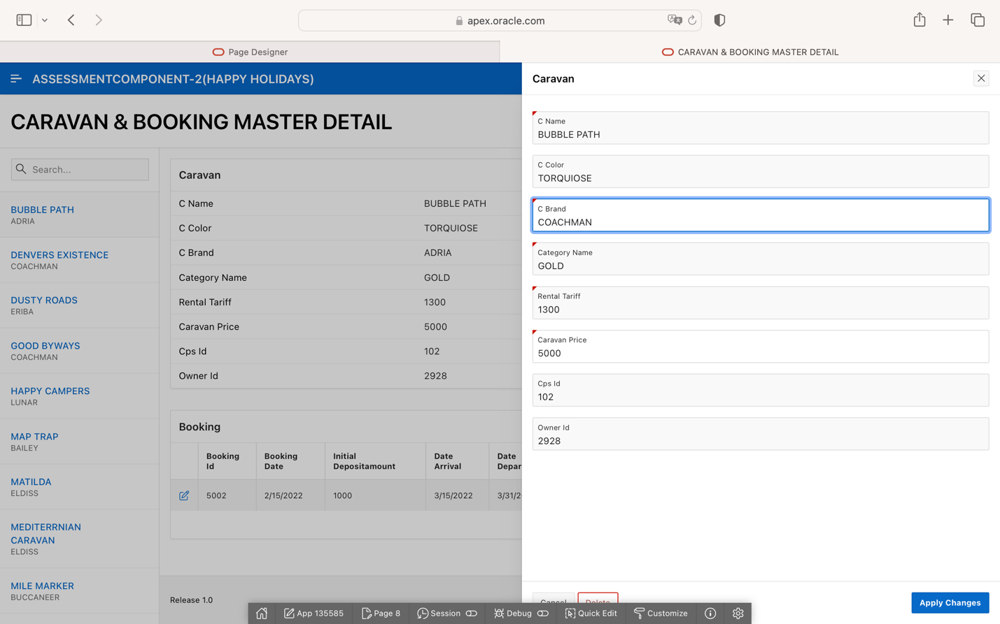 apex.oracle.com
Page Designer
CARAVAN & BOOKING MASTER DETAIL
ASSESSMENTCOMPONENT-2(HAPPY HOLIDAYS)
CARAVAN & BOOKING MASTER DETAIL
Search...
BUBBLE PATH
ADRIA
DENVERS EXISTENCE
COACHMAN
DUSTY ROADS
ERIBA
GOOD BYWAYS
COACHMAN
HAPPY CAMPERS
LUNAR
MAP TRAP
BAILEY
MATILDA
ELDISS
MEDITERRNIAN
CARAVAN
ELDISS
MILE MARKER
BUCCANEER
Caravan
C Name BUBBLE PATH
C Color TORQUIOSE
C Brand ADRIA
Category Name GOLD
Rental Tariff 1300
Caravan Price 5000
Cps Id 102
Owner Id 2928
Booking
Booking Id Booking Date Initial Depositamount Date Arrival Date Depar
5002 2/15/2022 1000 3/15/2022 3/31/2
Release 1.0
Caravan
C Name
BUBBLE PATH
C Color
TORQUIOSE
C Brand
COACHMAN
Category Name
GOLD
Rental Tariff
1300
Caravan Price
5000
Cps Id
102
Owner Id
2928
Cancel Delete Apply Changes
App 135585 Page 8 Session Debug Quick Edit Customize